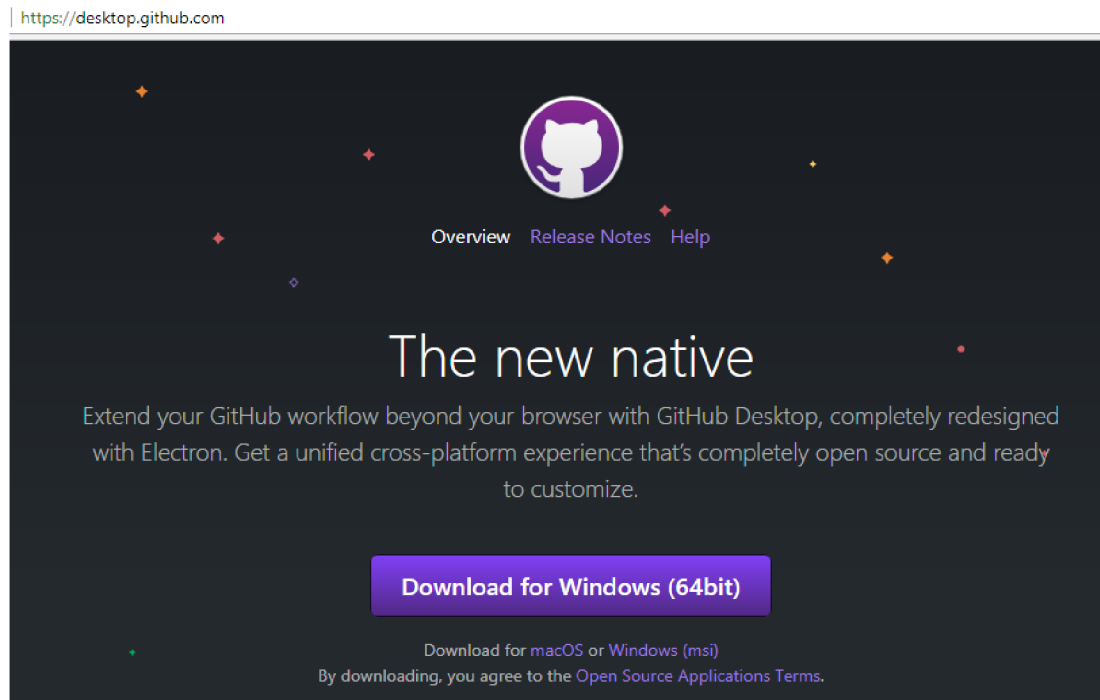 https://desktop.github.com
Overview Release Notes Help
The new native
Extend your GitHub workflow beyond your browser with GitHub Desktop, completely redesigned
with Electron. Get a unified cross-platform experience that's completely open source and ready
to customize.
Download for Windows (64bit)
Download for macOS or Windows (msi)
By downloading, you agree to the Open Source Applications Terms.